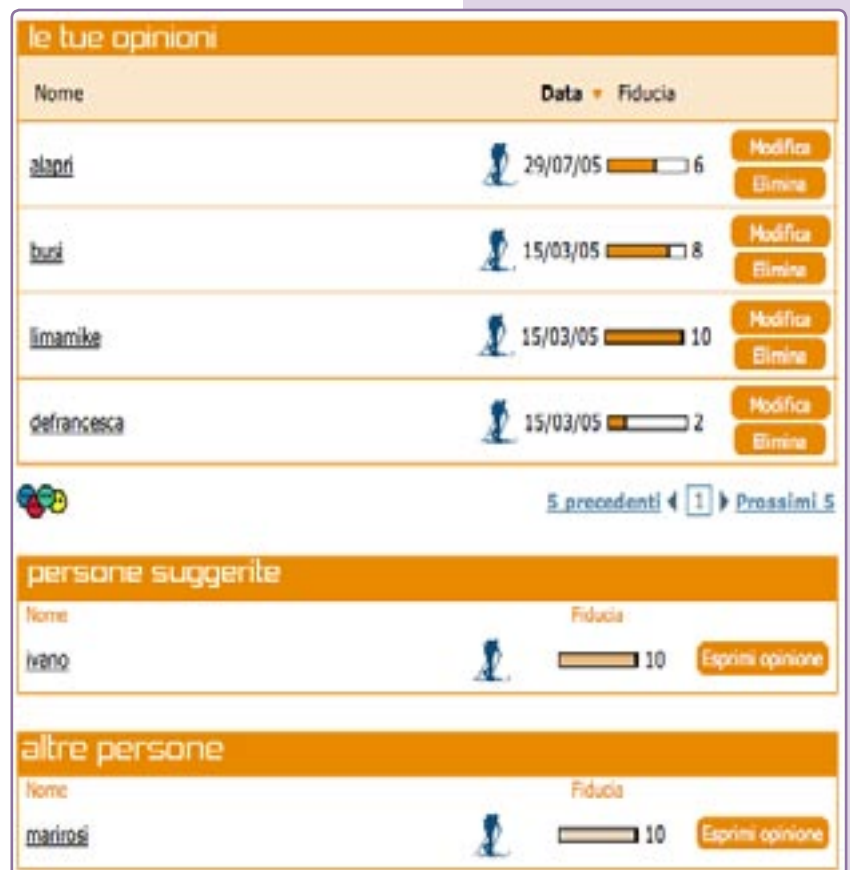 le tue opinioni
Nome Data Fiducia
alapri 29/07/05 6 Modifica
Elimina
busi 15/03/05 8 Modifica
Elimina
limamike 15/03/05 10 Modifica
Elimina
defrancesca 15/03/05 2 Modifica
Elimina
5 precedenti 1 Prossimi 5
persone suggerite
Nome Fiducia
ivano 10 Esprimi opinione
altre persone
Nome Fiducia
marirosi 10 Esprimi opinione